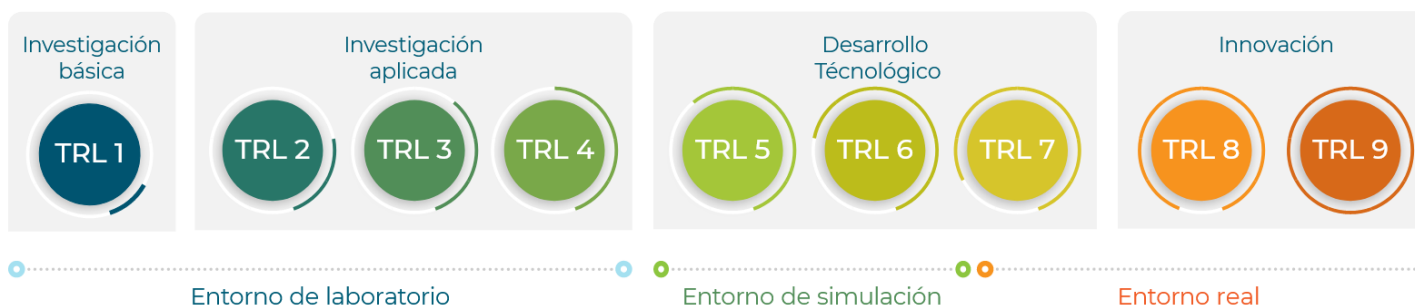 Investigación
básica
Investigación
aplicada
Desarrollo
Técnológico
Innovación
TRL 1
TRL 2
TRL 3
TRL 4
TRL 5
TRL 6
TRL 7
TRL 8
TRL 9
Entorno de laboratorio
Entorno de simulación
Entorno real